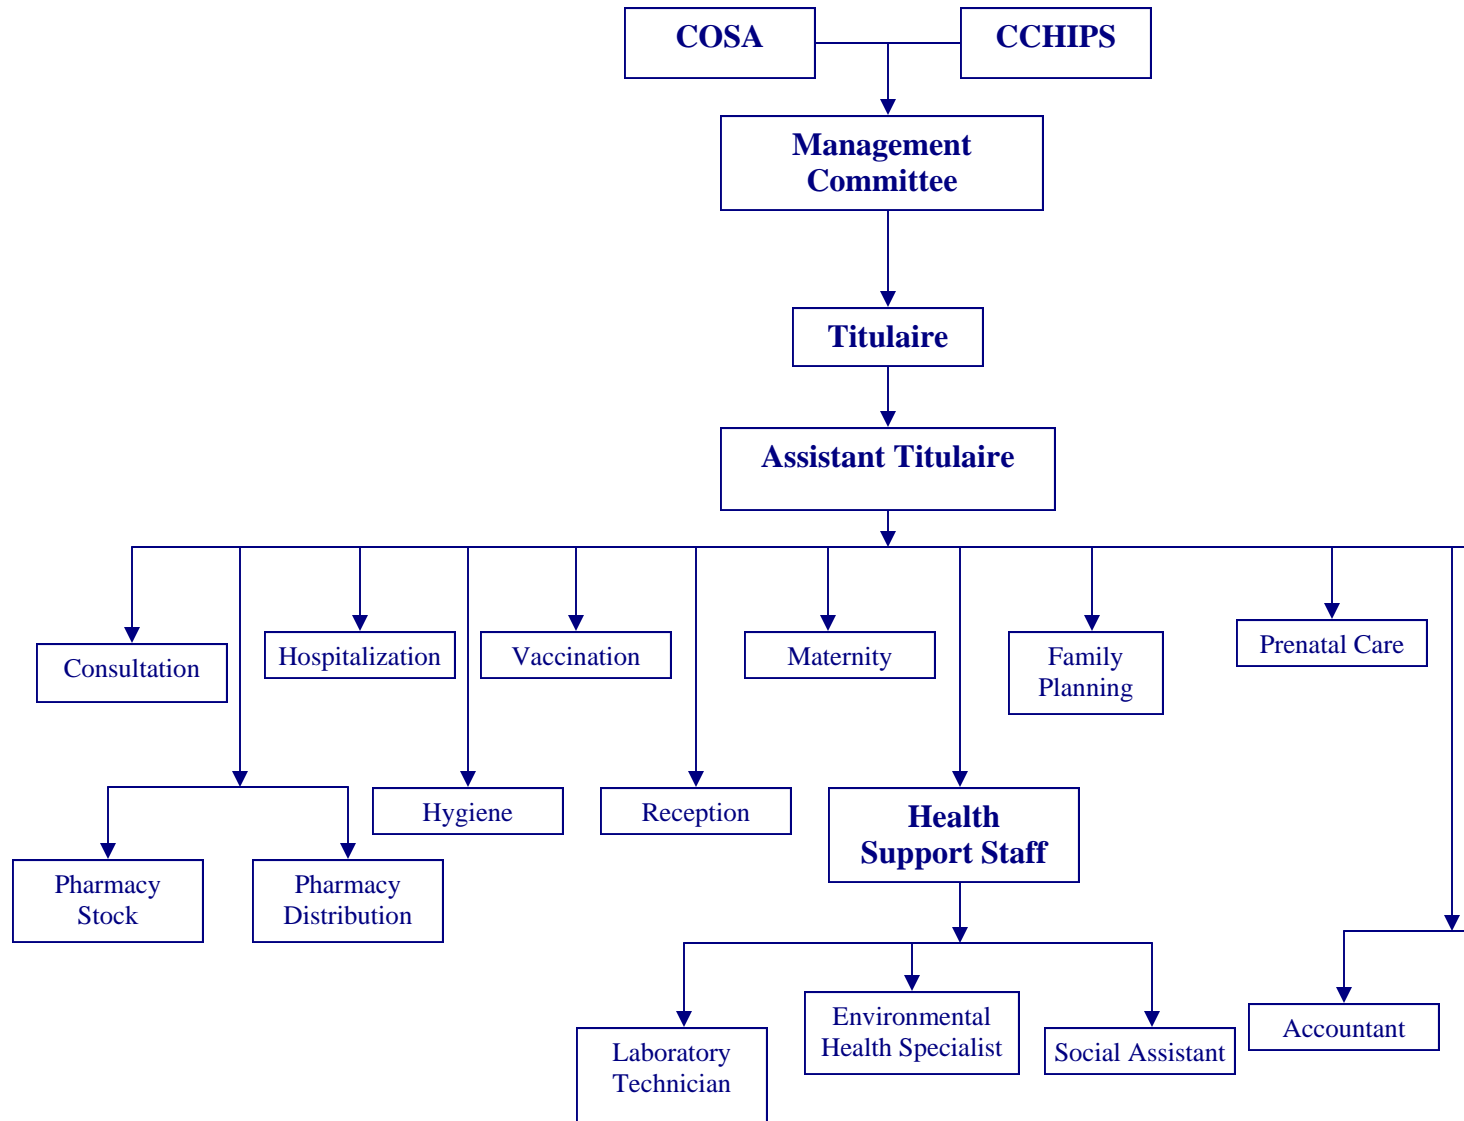 COSA
CCHIPS
Management
Committee
Titulaire
Assistant Titulaire
Consultation
Hospitalization
Vaccination
Maternity
Family
Planning
Prenatal Care
Pharmacy
Stock
Pharmacy
Distribution
Hygiene
Reception
Health
Support Staff
Laboratory
Technician
Environmental
Health Specialist
Social Assistant
Accountant